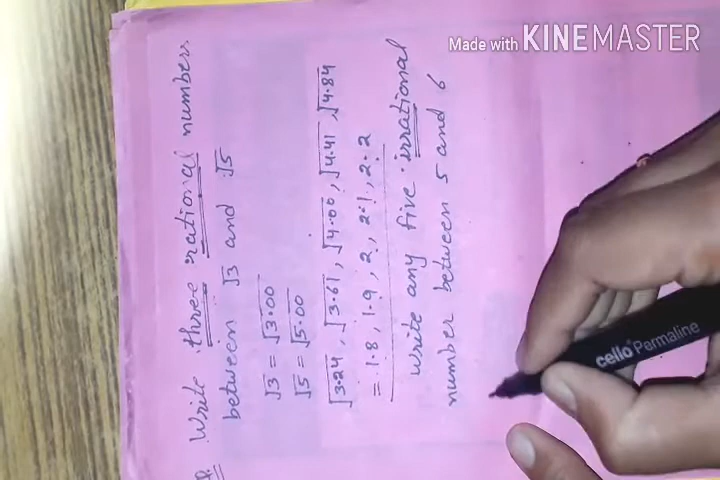 Q. Write three rational numbers
between √3 and √5
√3 = √3.00
√5 = √5.00
√3.24, √3.61, √4.00, √4.41, √4.84
= 1.8, 1.9, 2, 2.1, 2.2
write any five irrational
number between 5 and 6
cello Permaline
Made with KINEMASTER